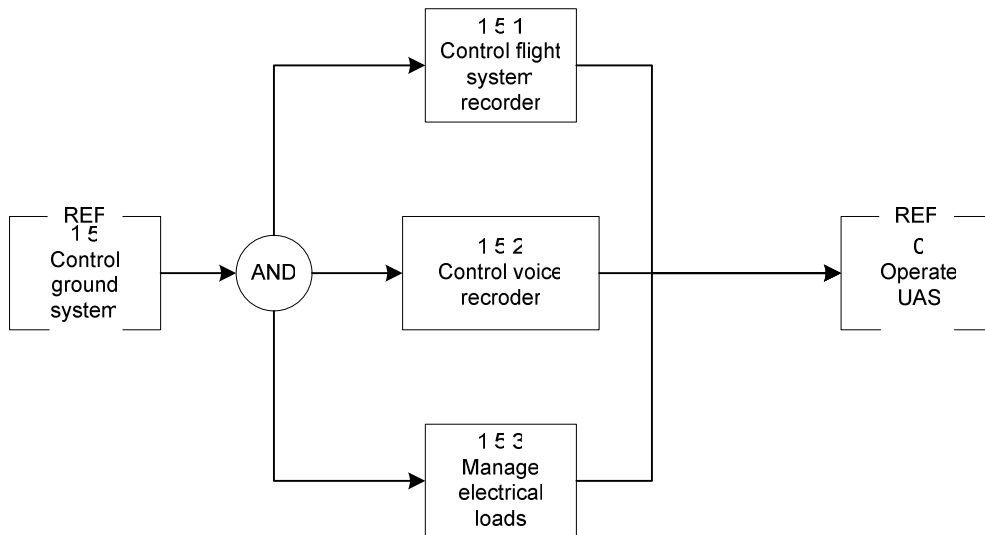 1 5 1
Control flight
system
recorder
REF
1 5
Control
ground
system
AND
1 5 2
Control voice
recroder
REF
0
Operate
UAS
1 5 3
Manage
electrical
loads